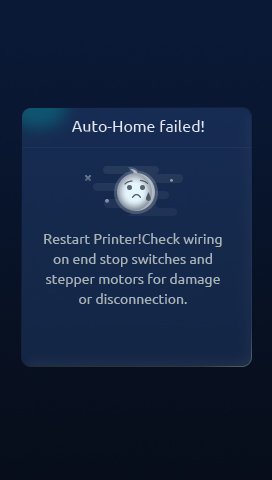 Auto-Home failed!
Restart Printer!Check wiring
on end stop switches and
stepper motors for damage
or disconnection.